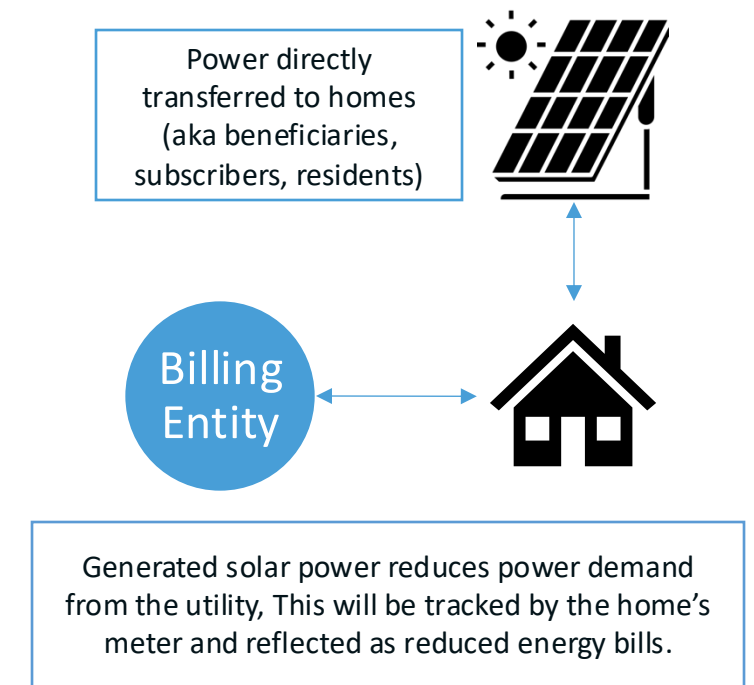 Power directly
transferred to homes
(aka beneficiaries,
subscribers, residents)
Billing
Entity
Generated solar power reduces power demand
from the utility, This will be tracked by the home’s
meter and reflected as reduced energy bills.